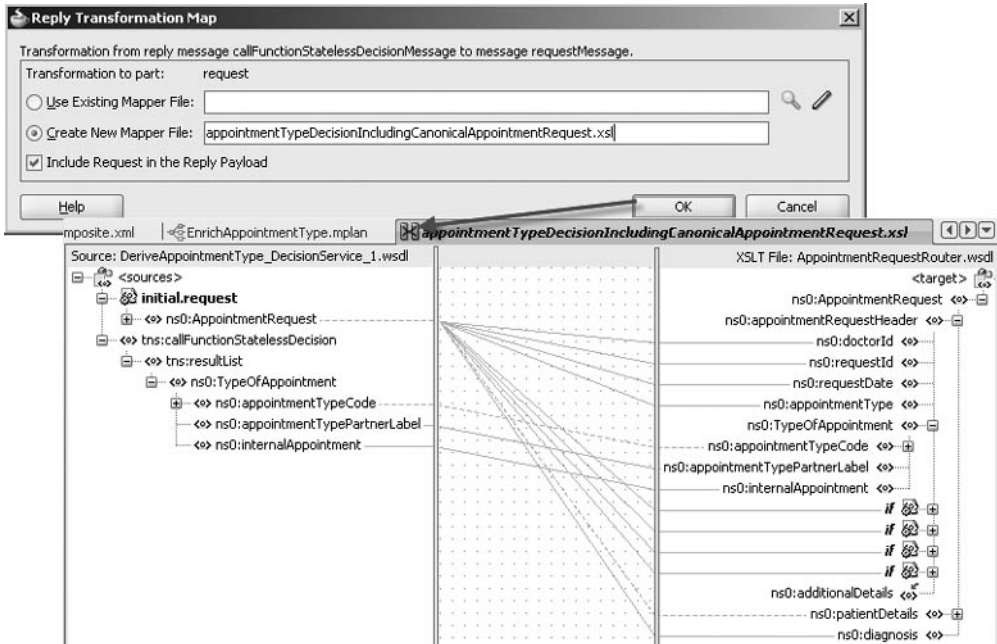 Reply Transformation Map
Transformation from reply message callFunctionStatelessDecisionMessage to message requestMessage.
Transformation to part: request
Use Existing Mapper File:
Create New Mapper File: appointmentTypeDecisionIncludingCanonicalAppointmentRequest.xsl
Include Request in the Reply Payload
Help OK Cancel
mposite.xml EnrichAppointmentType.mplan appointmentTypeDecisionIncludingCanonicalAppointmentRequest.xsl
Source: DeriveAppointmentType_DecisionService_1.wsdl XSLT File: AppointmentRequestRouter.wsdl
<sources> <target>
initial.request ns0:AppointmentRequest
ns0:AppointmentRequest ns0:appointmentRequestHeader
tns:callFunctionStatelessDecision ns0:doctorId
tns:resultList ns0:requestId
ns0:TypeOfAppointment ns0:requestDate
ns0:appointmentTypeCode ns0:appointmentType
ns0:appointmentTypePartnerLabel ns0:TypeOfAppointment
ns0:internalAppointment ns0:appointmentTypeCode
ns0:appointmentTypePartnerLabel
ns0:internalAppointment
if
if
if
if
ns0:additionalDetails
ns0:patientDetails
ns0:diagnosis